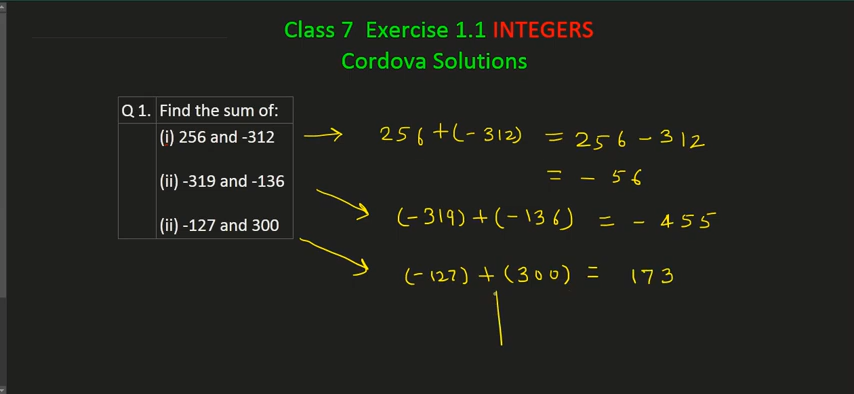 Class 7 Exercise 1.1 INTEGERS
Cordova Solutions
Q 1. Find the sum of:
(i) 256 and -312
256 + (- 312) = 256 - 312
= - 56
(ii) -319 and -136
(-319) + (-136) = - 455
(ii) -127 and 300
(-127) + (300) = 173